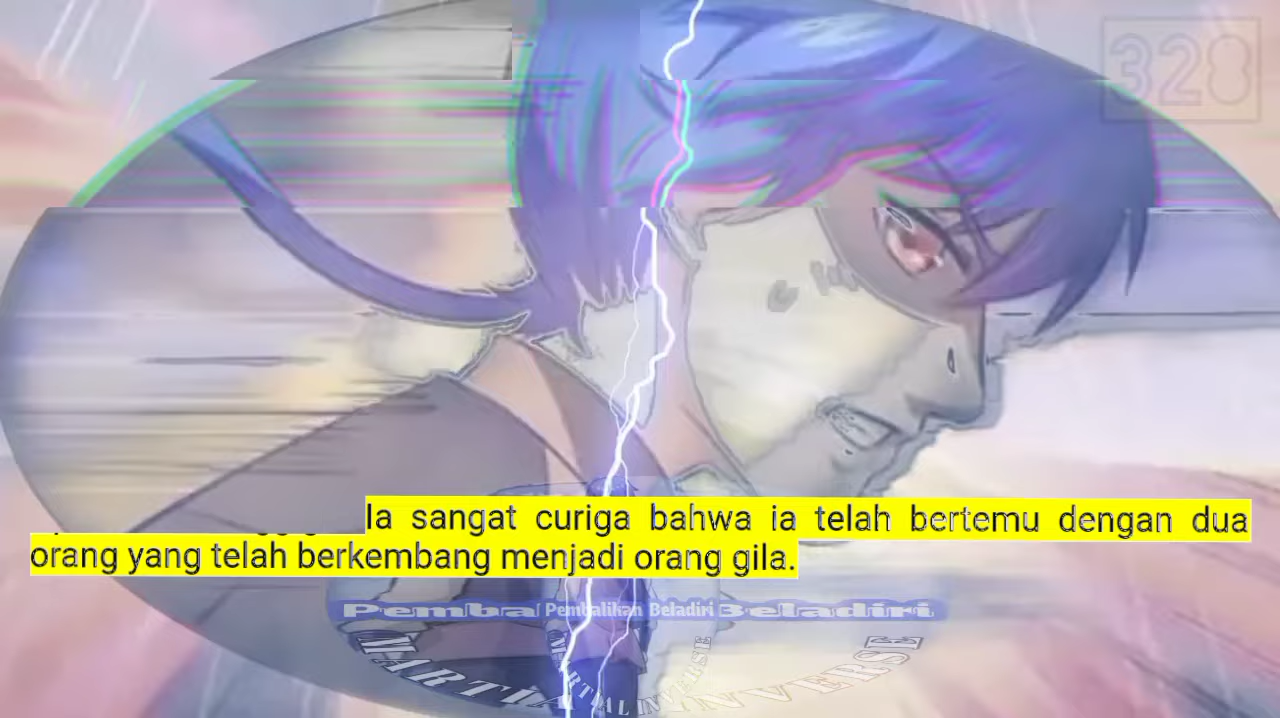 328
Ia sangat curiga bahwa ia telah bertemu dengan dua
orang yang telah berkembang menjadi orang gila.
Pembalikan Beladiri
MARTIAL INVERSE